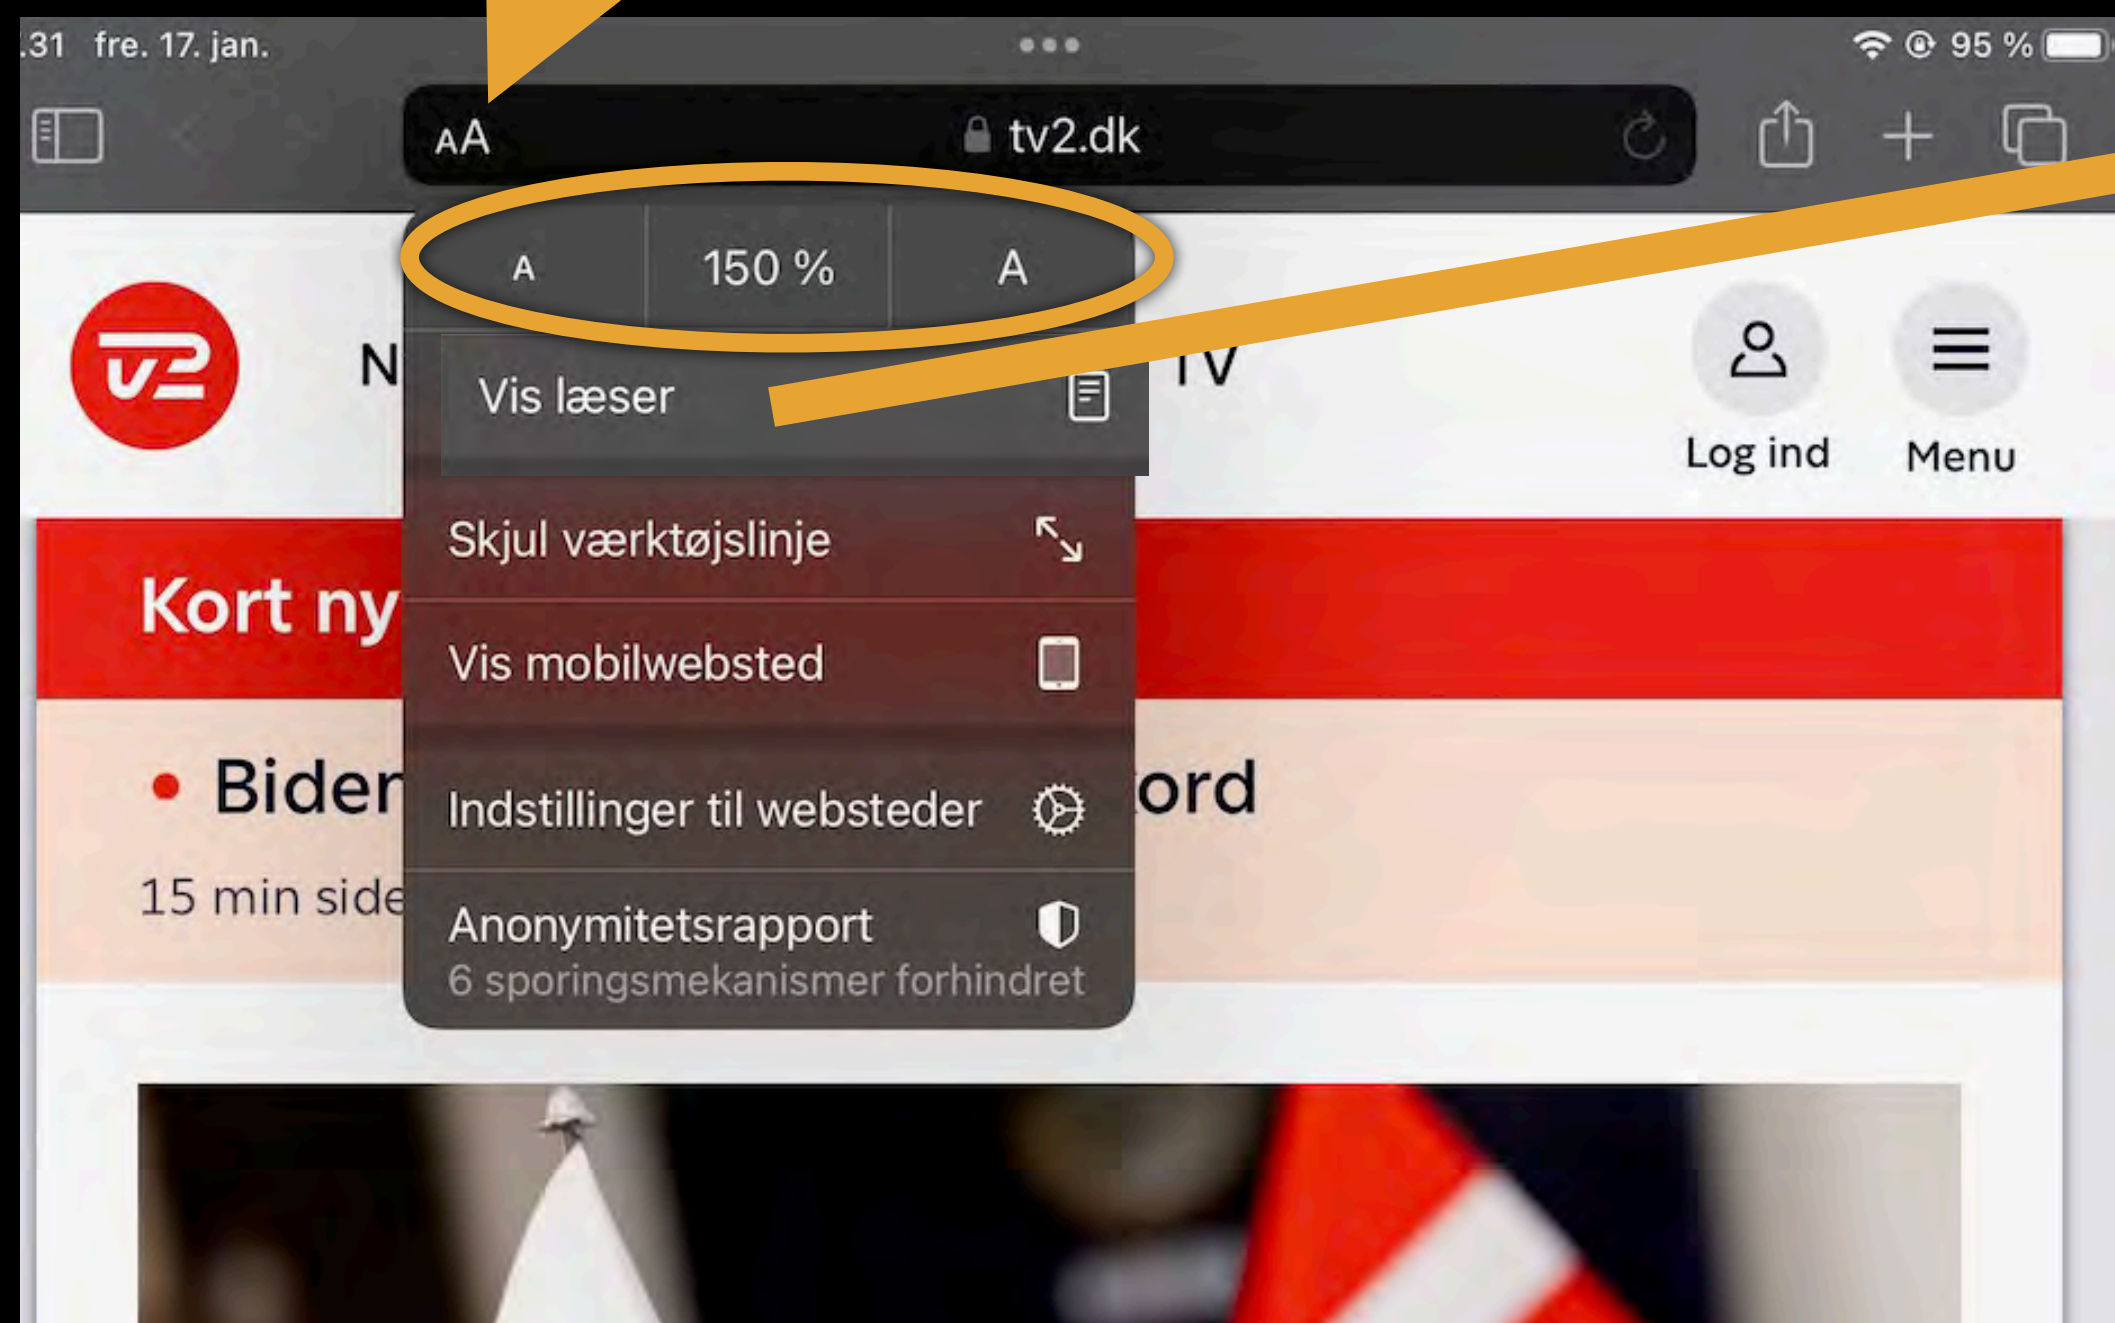 .31 fre. 17. jan.
95 %
AA
tv2.dk
A 150 % A
N
TV
Vis læser
Log ind
Menu
Skjul værktøjslinje
Kort ny
Vis mobilwebsted
• Biden
ord
Indstillinger til websteder
15 min side
Anonymitetsrapport
6 sporingsmekanismer forhindret